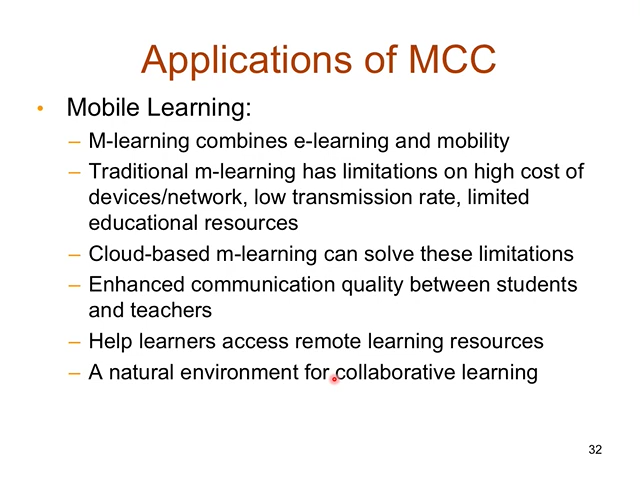 Applications of MCC
• Mobile Learning:
– M-learning combines e-learning and mobility
– Traditional m-learning has limitations on high cost of
devices/network, low transmission rate, limited
educational resources
– Cloud-based m-learning can solve these limitations
– Enhanced communication quality between students
and teachers
– Help learners access remote learning resources
– A natural environment for collaborative learning
32